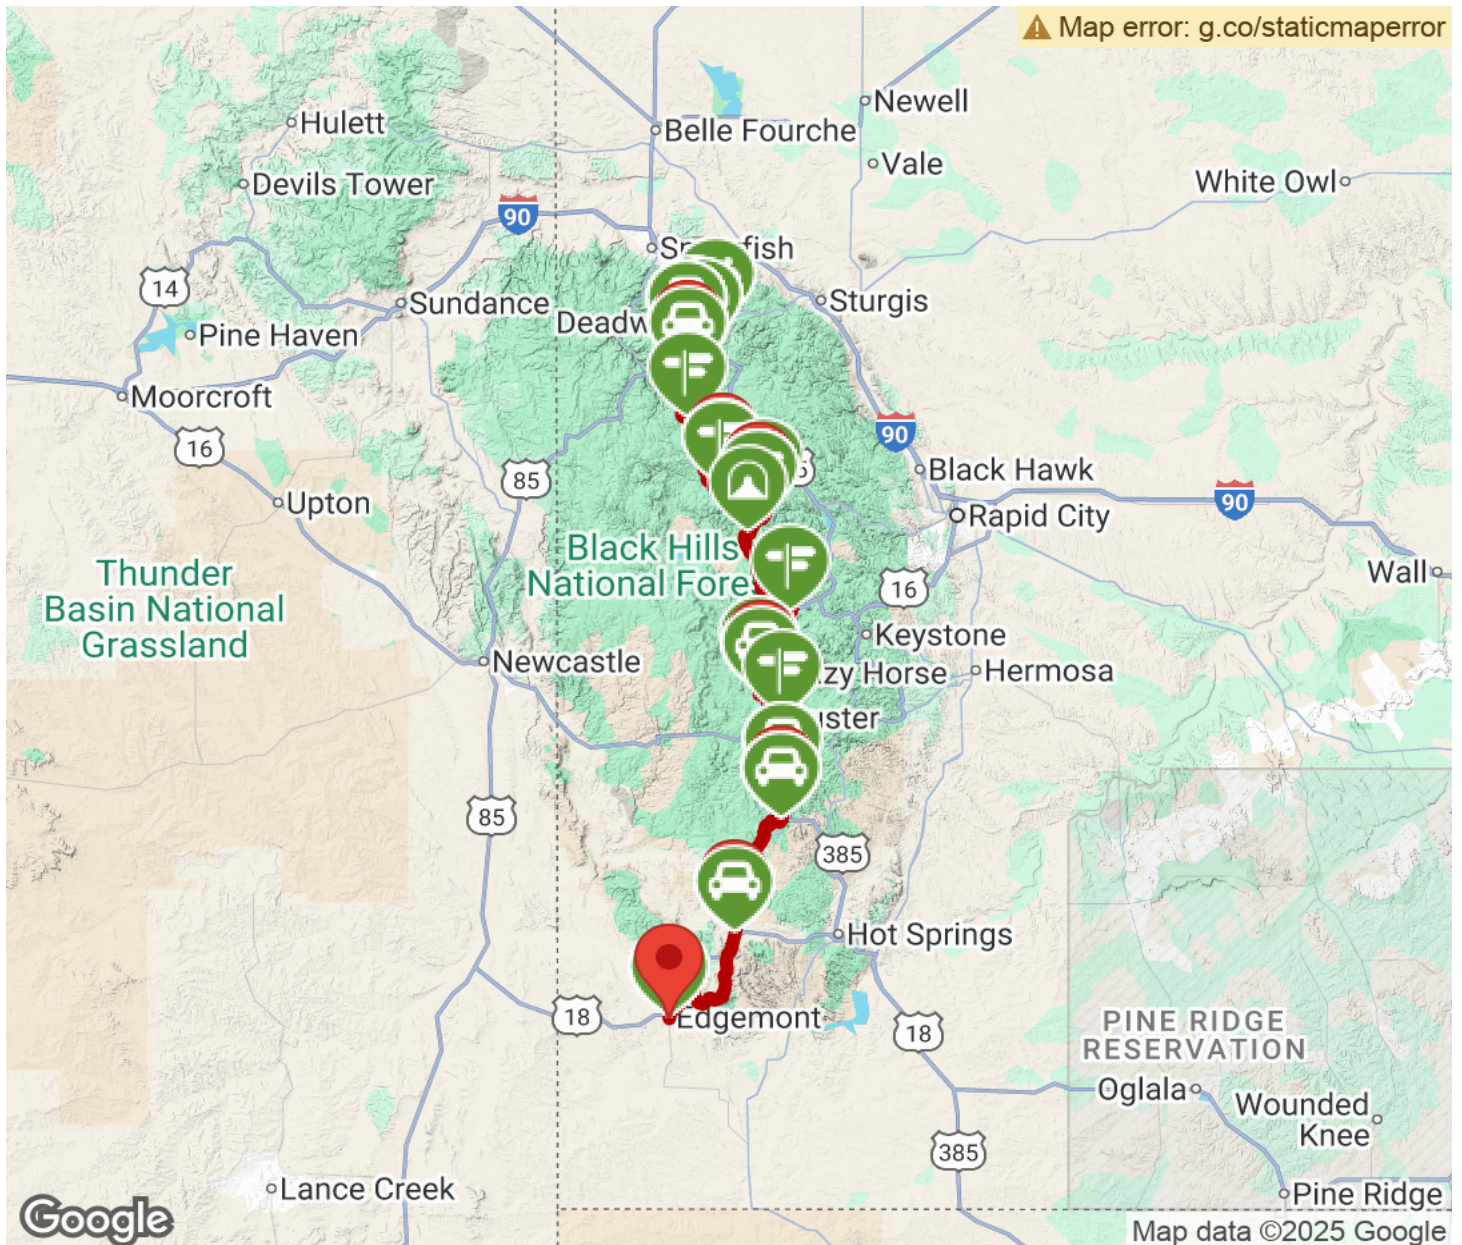 Map error: g.co/staticmaperror
Newell
Hulett
Belle Fourche
Vale
Devils Tower
White Owl
90
14
Sundance
Sturgis
Pine Haven
Moorcroft
16
90
85
Black Hawk
Upton
90
Rapid City
Black Hills
National
Thunder
Basin National
Grassland
Wall
16
Keystone
Newcastle
Hermosa
Horse
85
385
Hot Springs
18
Edgemont
18
PINE RIDGE
RESERVATION
Oglala
Wounded
Knee
385
Lance Creek
Pine Ridge
Google
Map data ©2025 Google